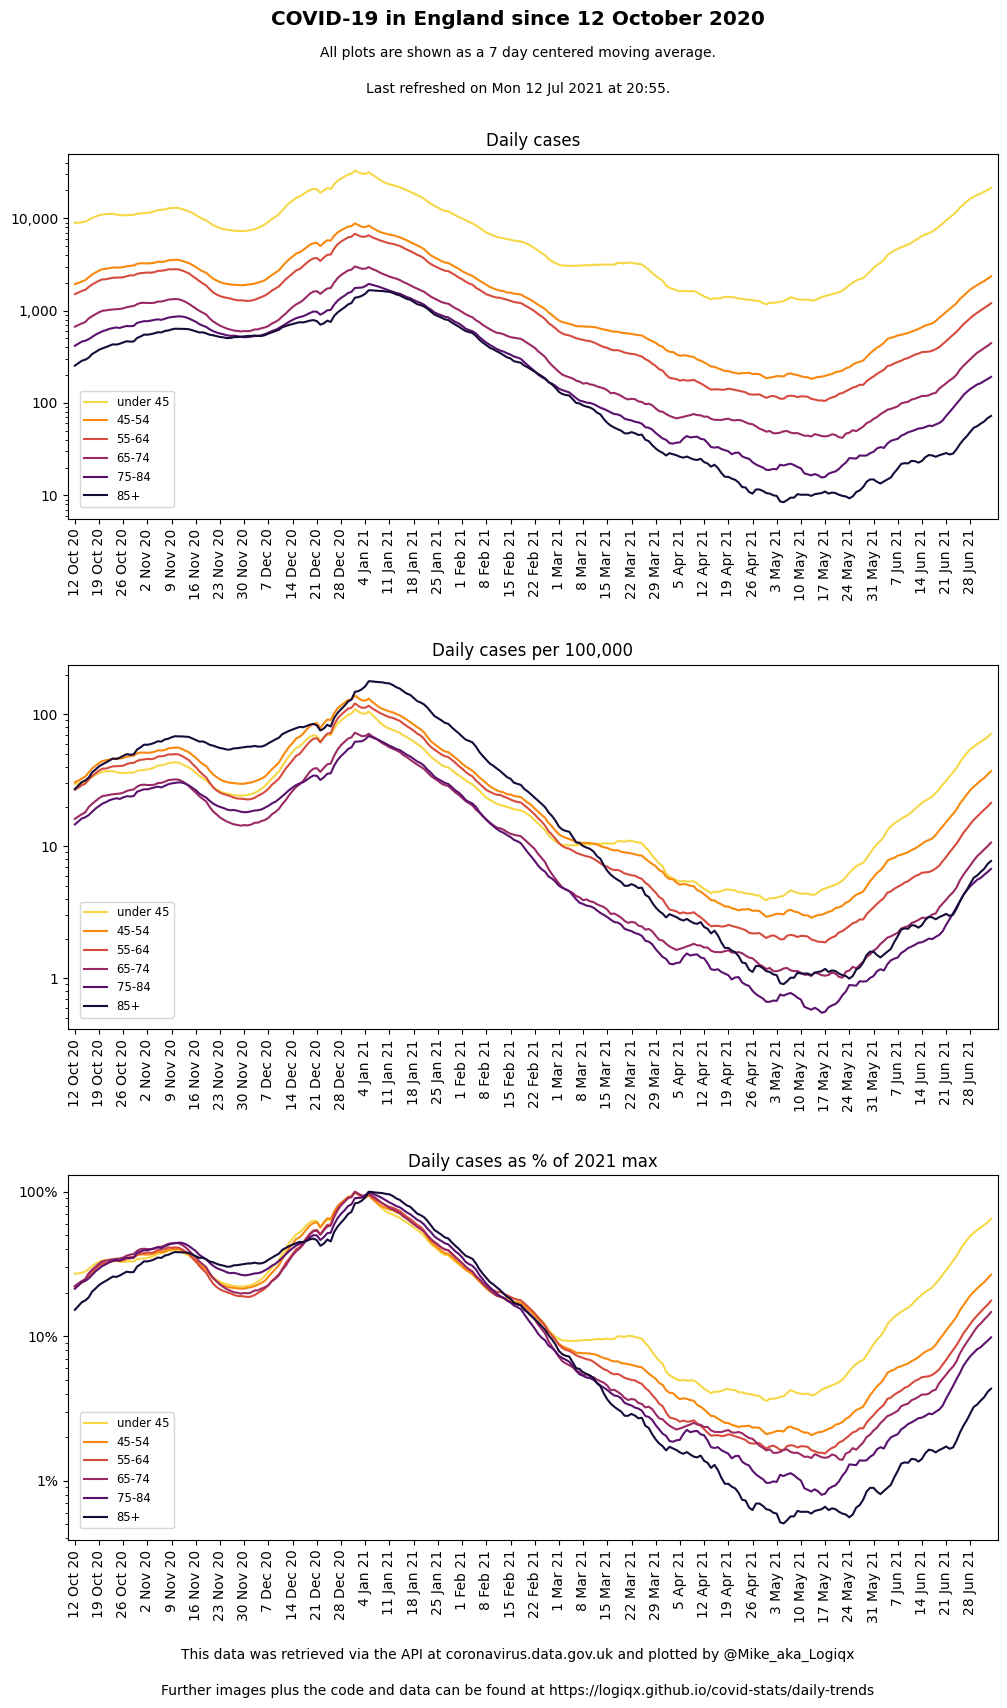 COVID-19 in England since 12 October 2020
All plots are shown as a 7 day centered moving average.
Last refreshed on Mon 12 Jul 2021 at 20:55.
Daily cases
10,000
1,000
100
10
under 45
45-54
55-64
65-74
75-84
85+
12 Oct 20
19 Oct 20
26 Oct 20
2 Nov 20
9 Nov 20
16 Nov 20
23 Nov 20
30 Nov 20
7 Dec 20
14 Dec 20
21 Dec 20
28 Dec 20
4 Jan 21
11 Jan 21
18 Jan 21
25 Jan 21
1 Feb 21
8 Feb 21
15 Feb 21
22 Feb 21
1 Mar 21
8 Mar 21
15 Mar 21
22 Mar 21
29 Mar 21
5 Apr 21
12 Apr 21
19 Apr 21
26 Apr 21
3 May 21
10 May 21
17 May 21
24 May 21
31 May 21
7 Jun 21
14 Jun 21
21 Jun 21
28 Jun 21
Daily cases per 100,000
100
10
1
under 45
45-54
55-64
65-74
75-84
85+
12 Oct 20
19 Oct 20
26 Oct 20
2 Nov 20
9 Nov 20
16 Nov 20
23 Nov 20
30 Nov 20
7 Dec 20
14 Dec 20
21 Dec 20
28 Dec 20
4 Jan 21
11 Jan 21
18 Jan 21
25 Jan 21
1 Feb 21
8 Feb 21
15 Feb 21
22 Feb 21
1 Mar 21
8 Mar 21
15 Mar 21
22 Mar 21
29 Mar 21
5 Apr 21
12 Apr 21
19 Apr 21
26 Apr 21
3 May 21
10 May 21
17 May 21
24 May 21
31 May 21
7 Jun 21
14 Jun 21
21 Jun 21
28 Jun 21
Daily cases as % of 2021 max
100%
10%
1%
under 45
45-54
55-64
65-74
75-84
85+
12 Oct 20
19 Oct 20
26 Oct 20
2 Nov 20
9 Nov 20
16 Nov 20
23 Nov 20
30 Nov 20
7 Dec 20
14 Dec 20
21 Dec 20
28 Dec 20
4 Jan 21
11 Jan 21
18 Jan 21
25 Jan 21
1 Feb 21
8 Feb 21
15 Feb 21
22 Feb 21
1 Mar 21
8 Mar 21
15 Mar 21
22 Mar 21
29 Mar 21
5 Apr 21
12 Apr 21
19 Apr 21
26 Apr 21
3 May 21
10 May 21
17 May 21
24 May 21
31 May 21
7 Jun 21
14 Jun 21
21 Jun 21
28 Jun 21
This data was retrieved via the API at coronavirus.data.gov.uk and plotted by @Mike_aka_Logiqx
Further images plus the code and data can be found at https://logiqx.github.io/covid-stats/daily-trends